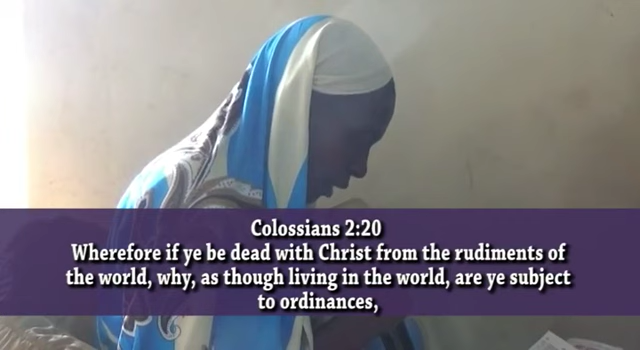 Colossians 2:20
Wherefore if ye be dead with Christ from the rudiments of
the world, why, as though living in the world, are ye subject
to ordinances,